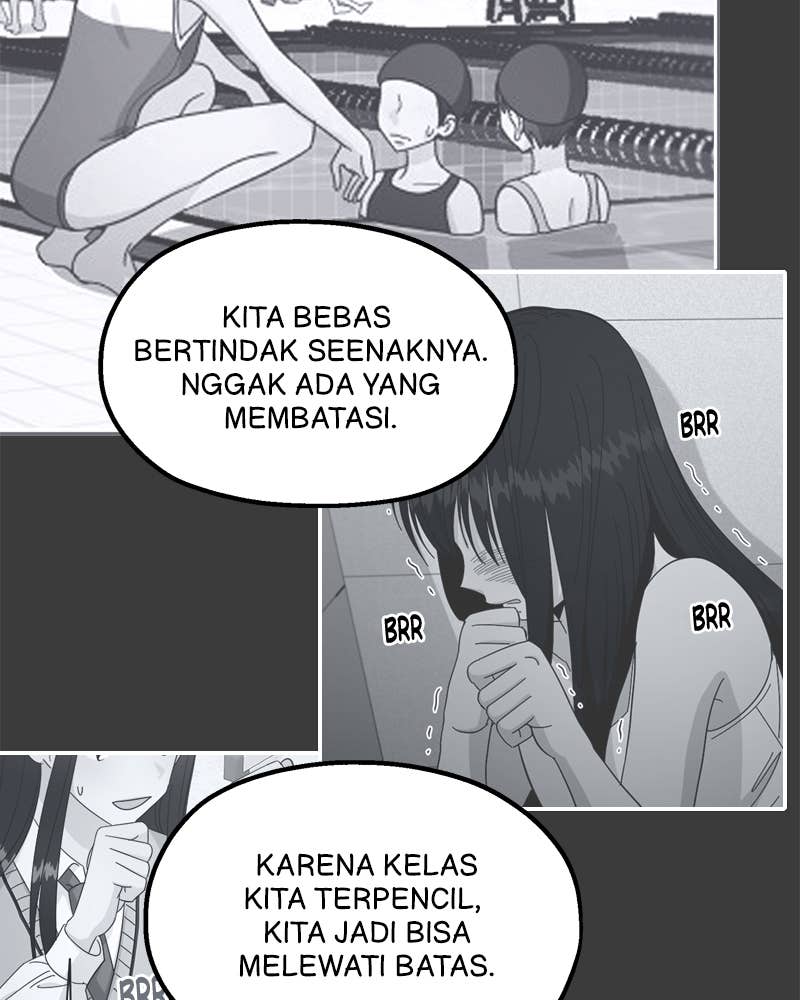 KITA BEBAS
BERTINDAK SEENAKNYA.
NGGAK ADA YANG
MEMBATASI.
BRR
BRR
BRR
KARENA KELAS
KITA TERPENCIL,
KITA JADI BISA
MELEWATI BATAS.
BRR